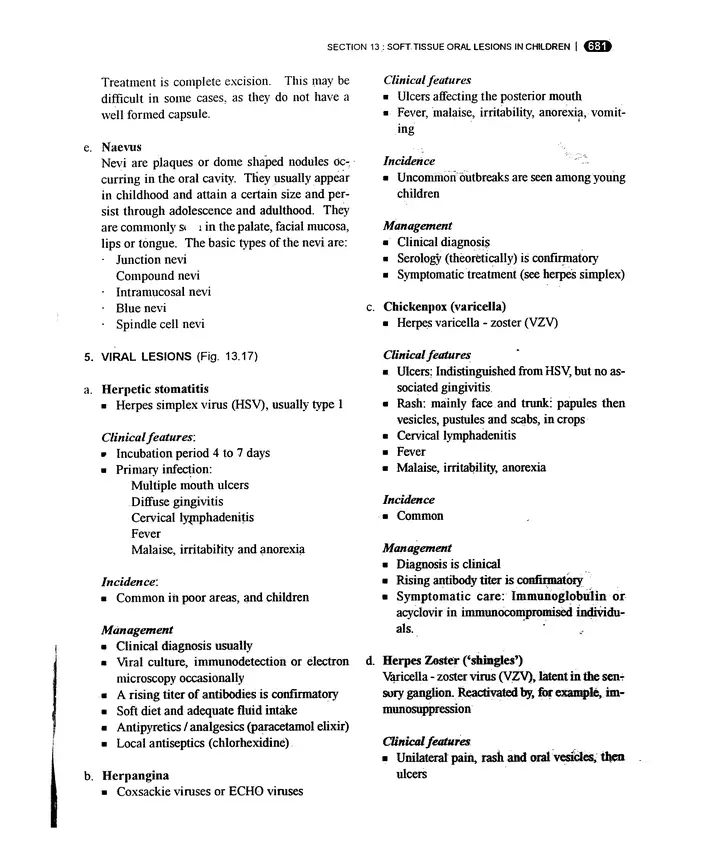 SECTION 13 : SOFT TISSUE ORAL LESIONS IN CHILDREN | 681
Treatment is complete excision. This may be
difficult in some cases, as they do not have a
well formed capsule.
e. Naevus
Nevi are plaques or dome shaped nodules oc-
curring in the oral cavity. They usually appear
in childhood and attain a certain size and per-
sist through adolescence and adulthood. They
are commonly in the palate, facial mucosa,
lips or tongue. The basic types of the nevi are:
· Junction nevi
Compound nevi
· Intramucosal nevi
· Blue nevi
· Spindle cell nevi
5. VIRAL LESIONS (Fig. 13.17)
a. Herpetic stomatitis
■ Herpes simplex virus (HSV), usually type 1
Clinical features:
■ Incubation period 4 to 7 days
■ Primary infection:
Multiple mouth ulcers
Diffuse gingivitis
Cervical lymphadenitis
Fever
Malaise, irritability and anorexia
Incidence:
■ Common in poor areas, and children
Management
■ Clinical diagnosis usually
■ Viral culture, immunodetection or electron
microscopy occasionally
■ A rising titer of antibodies is confirmatory
■ Soft diet and adequate fluid intake
■ Antipyretics / analgesics (paracetamol elixir)
■ Local antiseptics (chlorhexidine)
b. Herpangina
■ Coxsackie viruses or ECHO viruses
Clinical features
■ Ulcers affecting the posterior mouth
■ Fever, malaise, irritability, anorexia, vomit-
ing
Incidence
■ Uncommon outbreaks are seen among young
children
Management
■ Clinical diagnosis
■ Serology (theoretically) is confirmatory
■ Symptomatic treatment (see herpes simplex)
c. Chickenpox (varicella)
■ Herpes varicella - zoster (VZV)
Clinical features
■ Ulcers: Indistinguished from HSV, but no as-
sociated gingivitis
■ Rash: mainly face and trunk: papules then
vesicles, pustules and scabs, in crops
■ Cervical lymphadenitis
■ Fever
■ Malaise, irritability, anorexia
Incidence
■ Common
Management
■ Diagnosis is clinical
■ Rising antibody titer is confirmatory
■ Symptomatic care: Immunoglobulin or
acyclovir in immunocompromised individu-
als.
d. Herpes Zoster (‘shingles’)
Varicella - zoster virus (VZV), latent in the sen-
sory ganglion. Reactivated by, for example, im-
munosuppression
Clinical features
■ Unilateral pain, rash and oral vesicles, then
ulcers